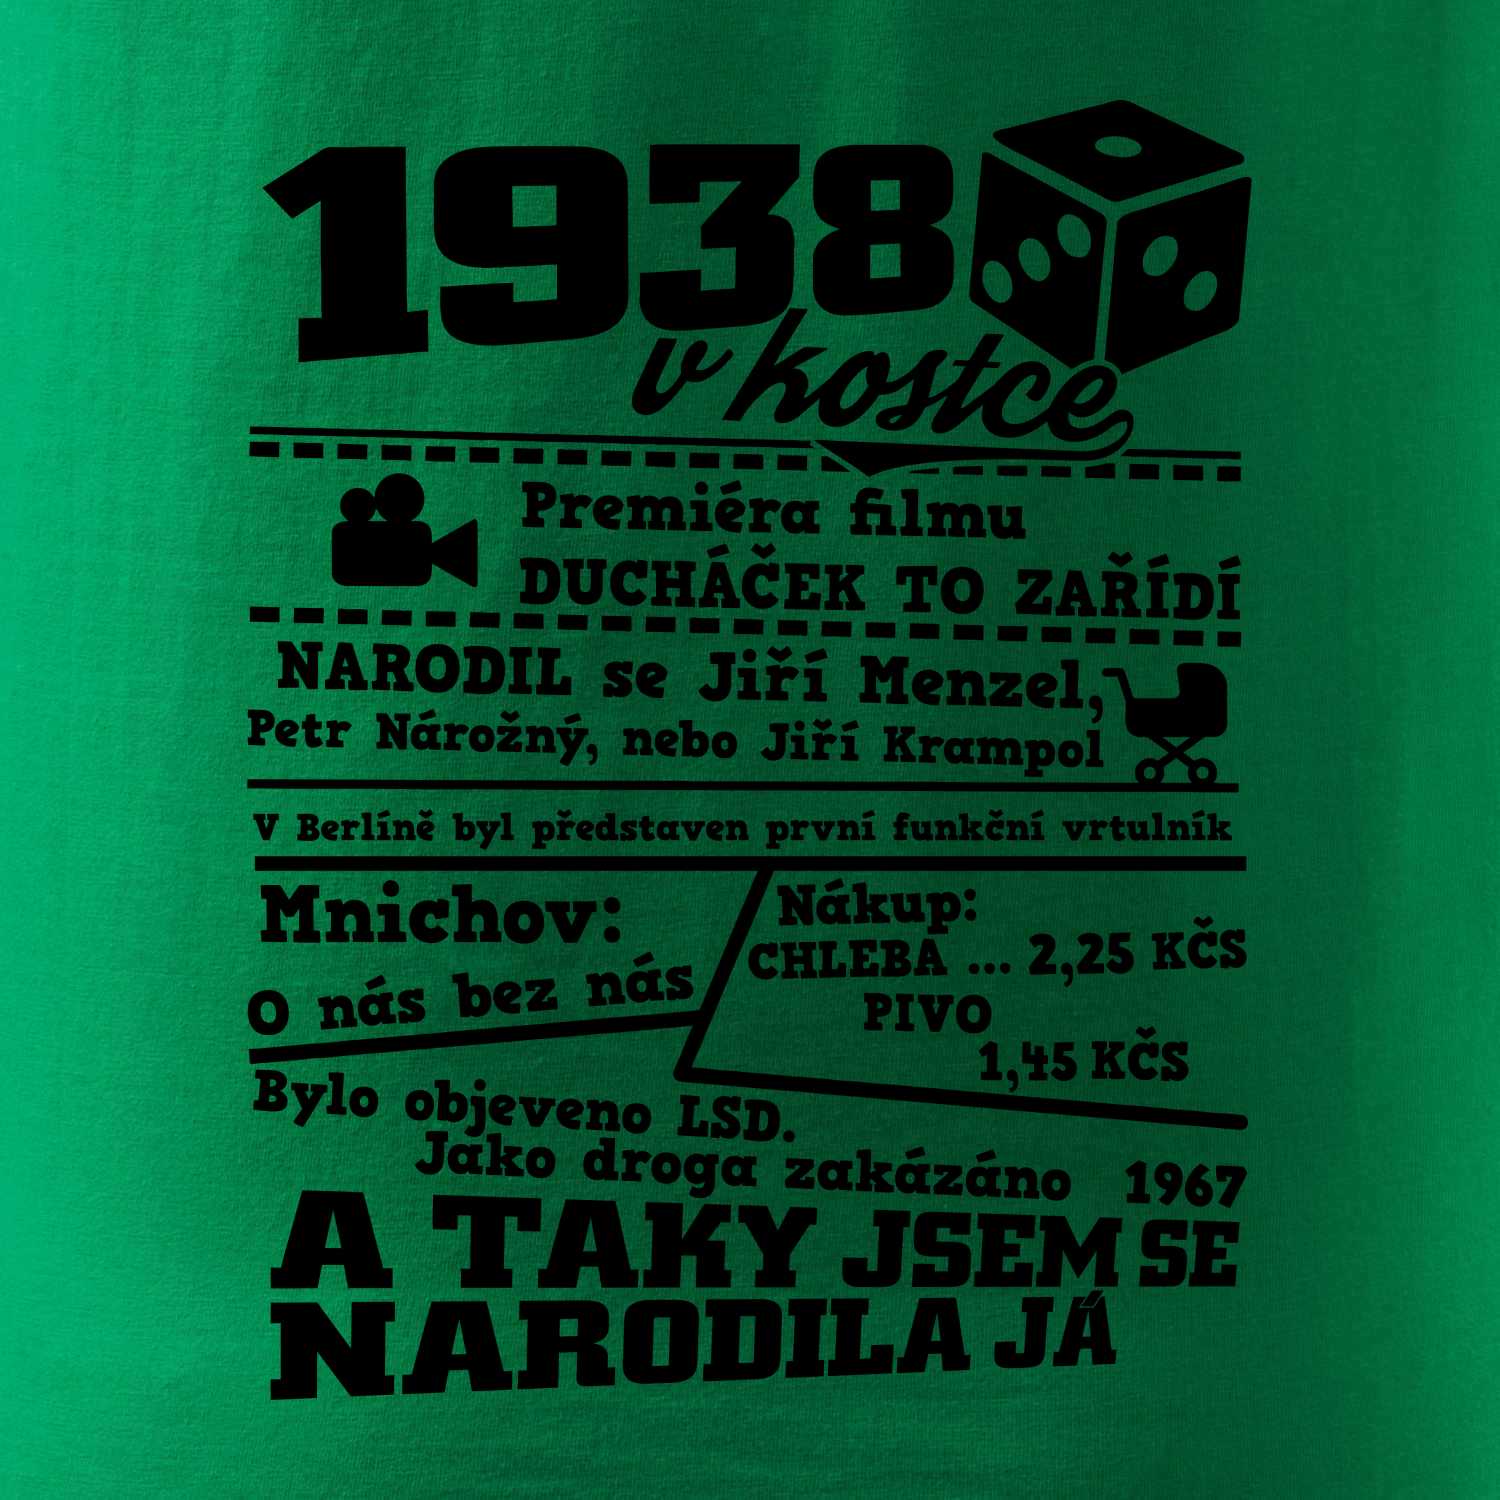 1938
v kostce
Premiéra filmu
DUCHÁČEK TO ZAŘÍDÍ
NARODIL se Jiří Menzel,
Petr Nárožný, nebo Jiří Krampol
V Berlíně byl představen první funkční vrtulník
Mnichov:
O nás bez nás
Nákup:
CHLEBA ... 2,25 KČS
PIVO
1,45 KČS
Bylo objeveno LSD.
Jako droga zakázáno 1967
A TAKY JSEM SE
NARODILA JÁ